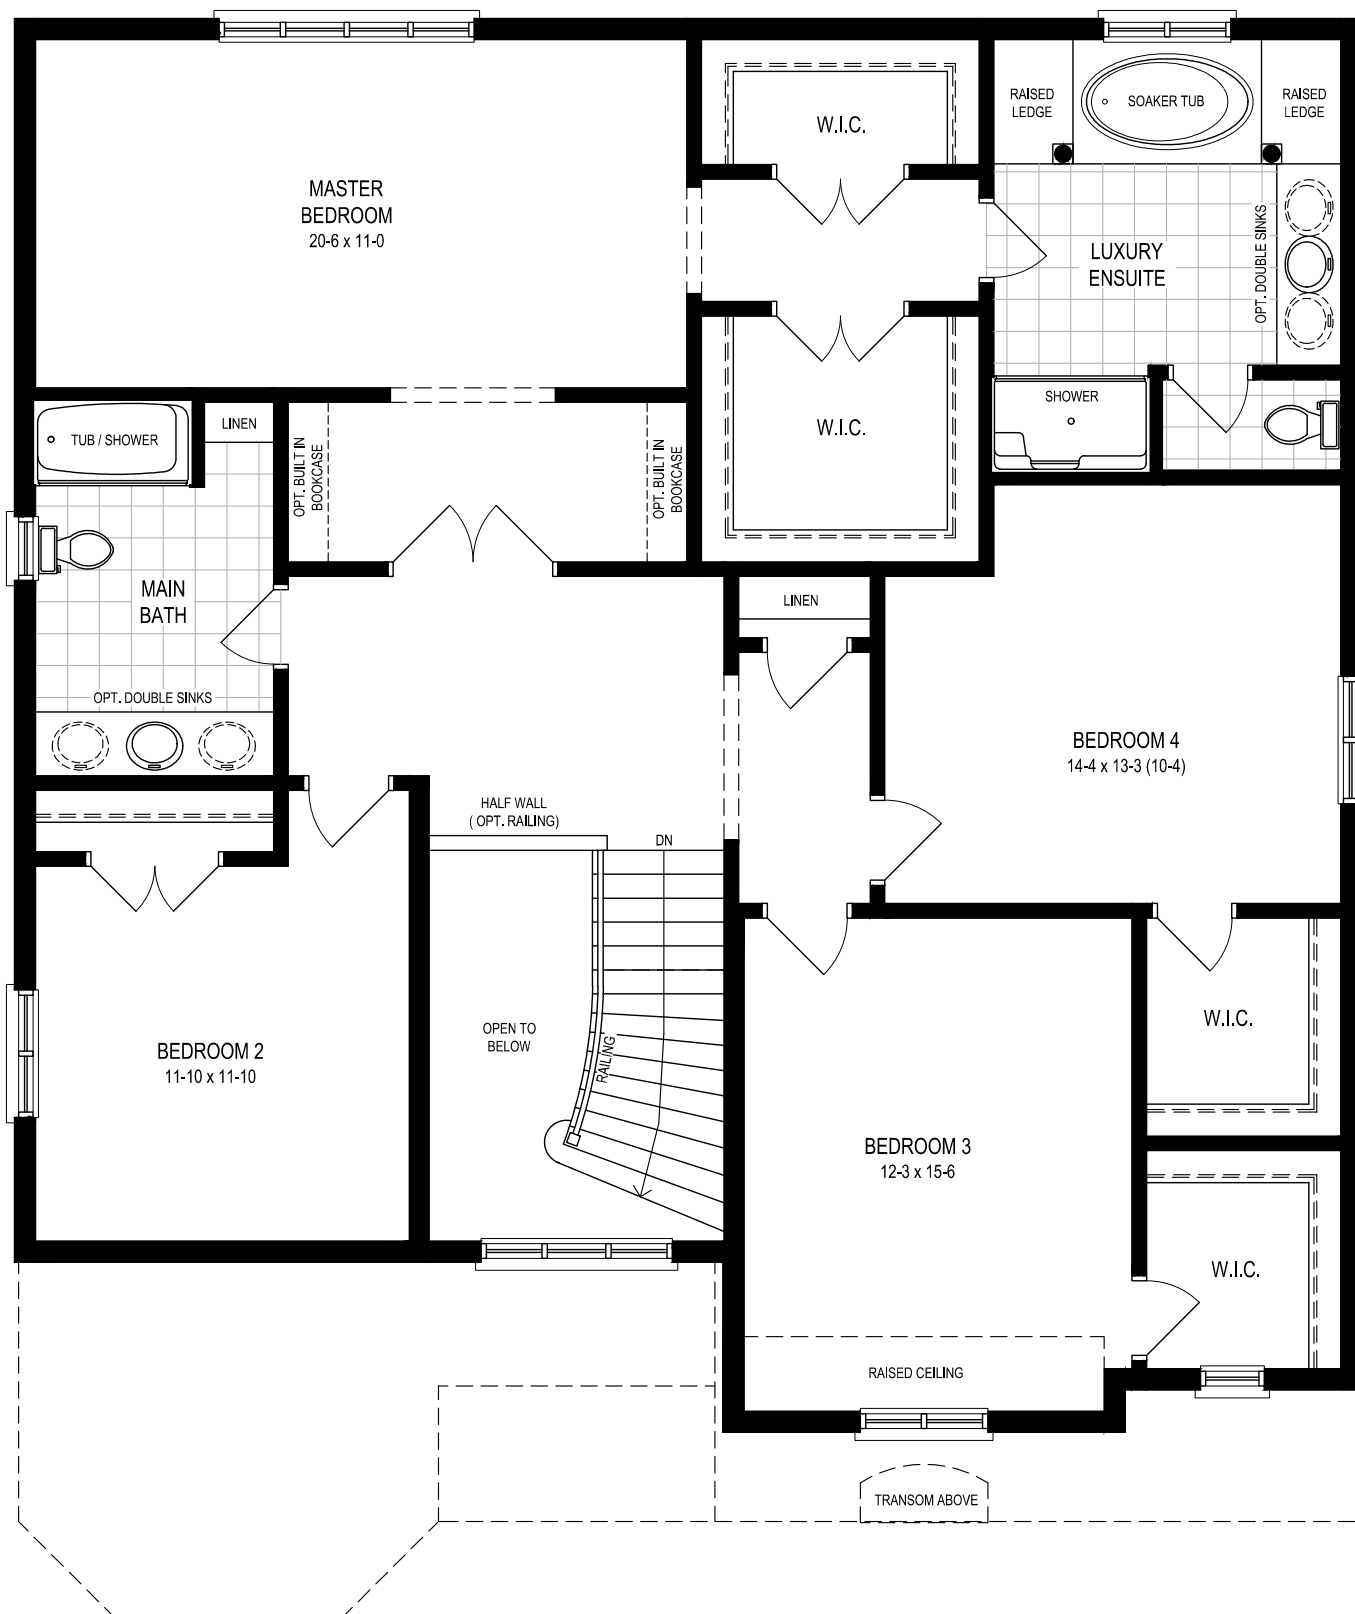 RAISED
LEDGE
SOAKER TUB
RAISED
LEDGE
W.I.C.
MASTER
BEDROOM
20-6 x 11-0
OPT. DOUBLE SINKS
LUXURY
ENSUITE
SHOWER
LINEN
TUB / SHOWER
OPT. BUILT IN
BOOKCASE
OPT. BUILT IN
BOOKCASE
W.I.C.
MAIN
BATH
LINEN
OPT. DOUBLE SINKS
BEDROOM 4
14-4 x 13-3 (10-4)
HALF WALL
( OPT. RAILING)
DN
OPEN TO
BELOW
RAILING
W.I.C.
BEDROOM 2
11-10 x 11-10
BEDROOM 3
12-3 x 15-6
W.I.C.
RAISED CEILING
TRANSOM ABOVE